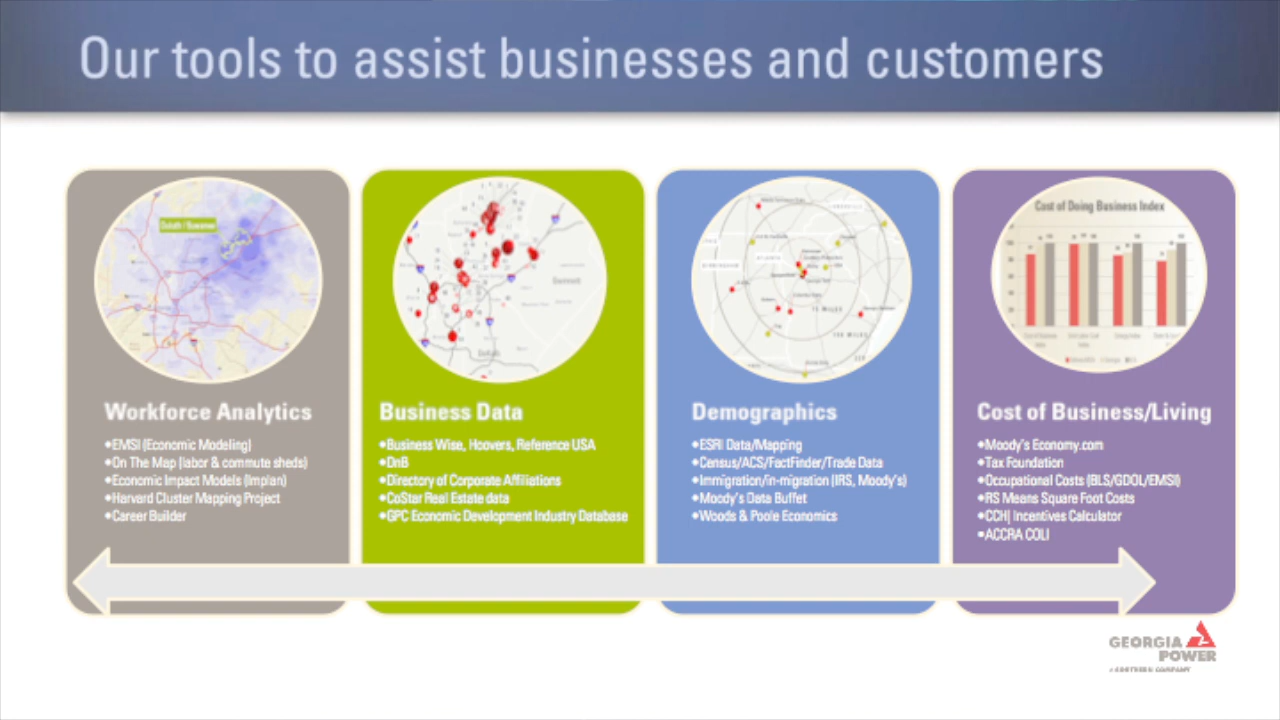 Our tools to assist businesses and customers
Duluth / Suwanee
Cost of Doing Business Index
Workforce Analytics
•EMSI (Economic Modeling)
•On The Map (labor & commute sheds)
•Economic Impact Models (Implan)
•Harvard Cluster Mapping Project
•Career Builder
Business Data
•Business Wise, Hoovers, Reference USA
•DnB
•Directory of Corporate Affiliations
•CoStar Real Estate data
•GPC Economic Development Industry Database
Demographics
•ESRI Data/Mapping
•Census/ACS/FactFinder/Trade Data
•Immigration/in-migration (IRS, Moody's)
•Moody's Data Buffet
•Woods & Poole Economics
Cost of Business/Living
•Moody's Economy.com
•Tax Foundation
•Occupational Costs (BLS/GDOL/EMSI)
•RS Means Square Foot Costs
•CCH| Incentives Calculator
•ACCRA COLI
GEORGIA
POWER
A SOUTHERN COMPANY